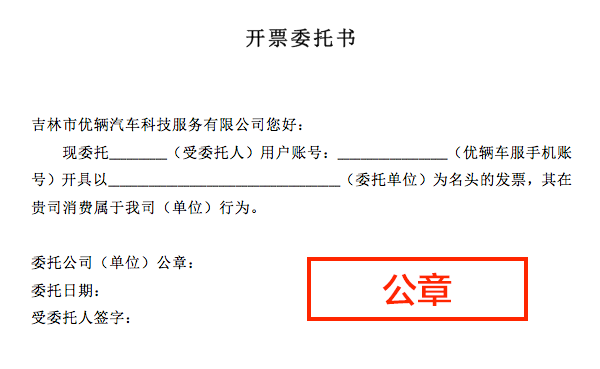 开票委托书
吉林市优辆汽车科技服务有限公司您好：
现委托________（受委托人）用户账号：_______________（优辆车服手机账
号）开具以________________________________（委托单位）为名头的发票，其在
贵司消费属于我司（单位）行为。
委托公司（单位）公章：
委托日期：
公章
受委托人签字：